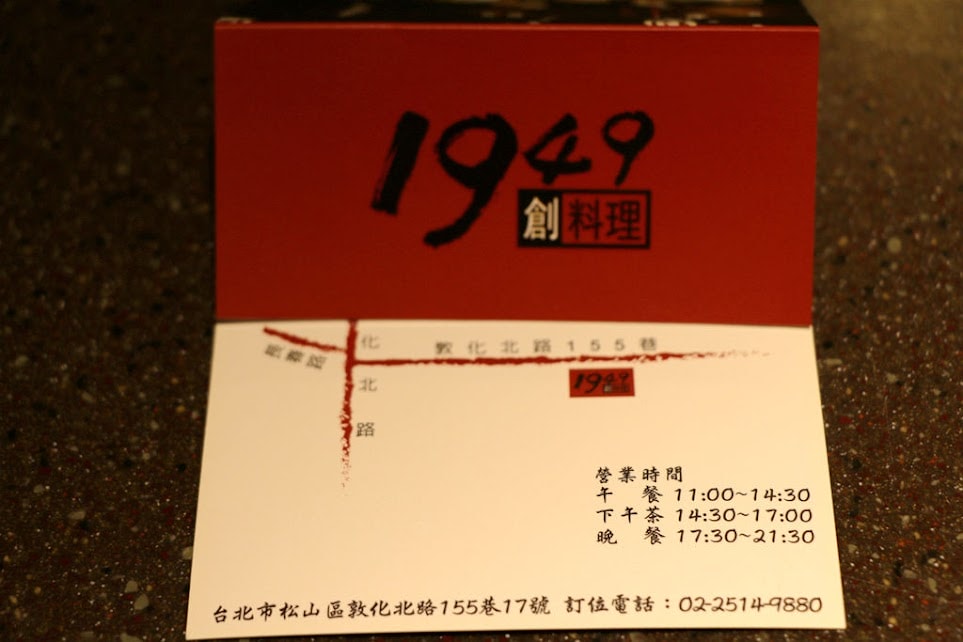 1949
創料理
化北路
敦化北路155巷
1949
營業時間
午 餐 11:00~14:30
下午茶 14:30~17:00
晚 餐 17:30~21:30
台北市松山區敦化北路155巷17號 訂位電話：02-2514-9880